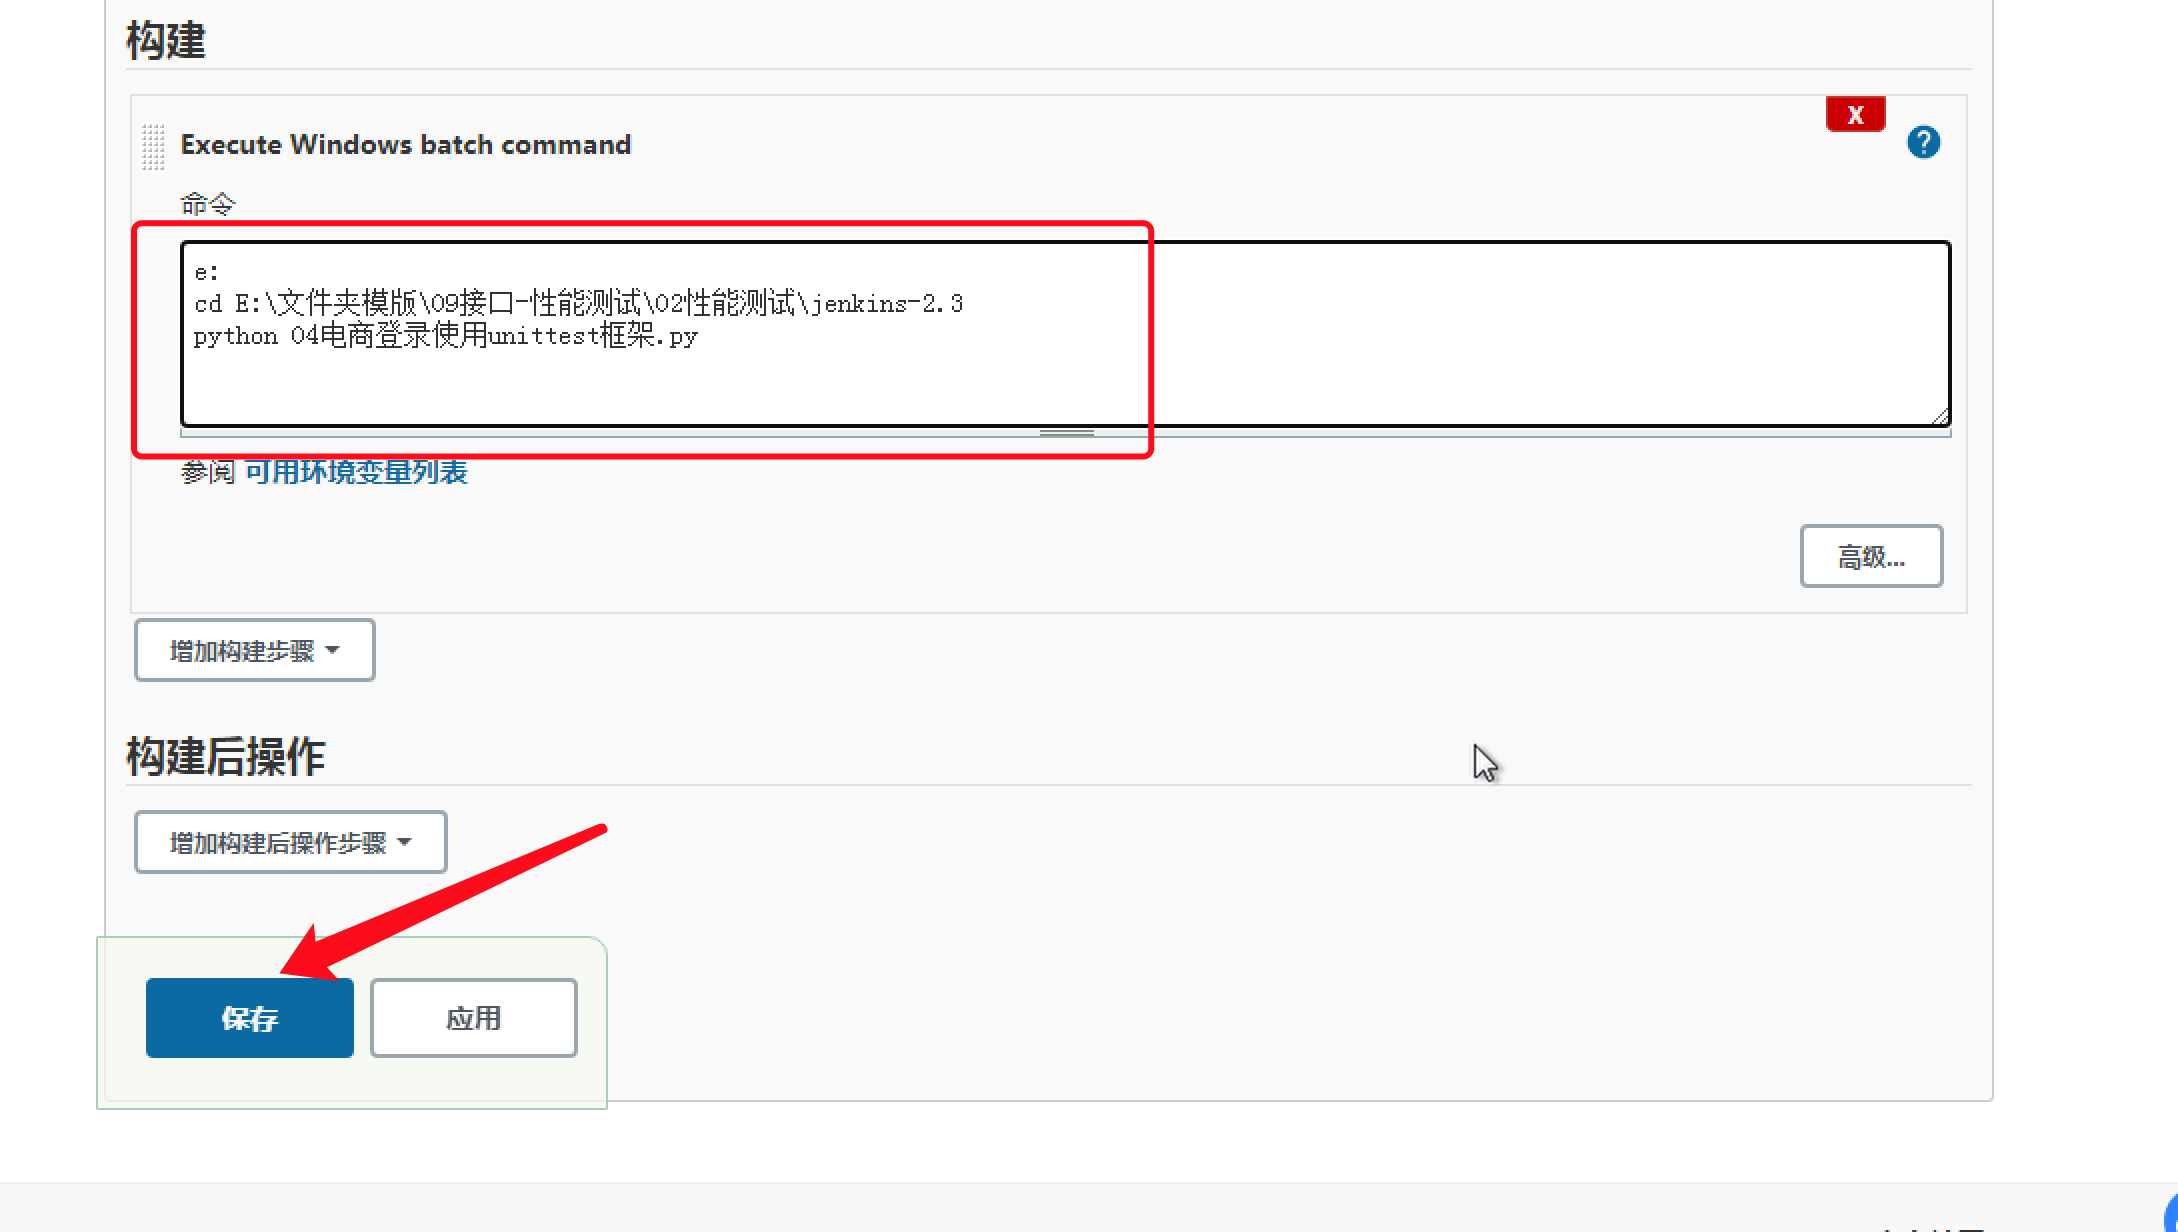 构建
X
Execute Windows batch command
?
命令
e:
cd E:\文件夹模版\09接口-性能测试\02性能测试\jenkins-2.3
python 04电商登录使用unittest框架.py
参阅 可用环境变量列表
高级...
增加构建步骤
构建后操作
增加构建后操作步骤
保存
应用